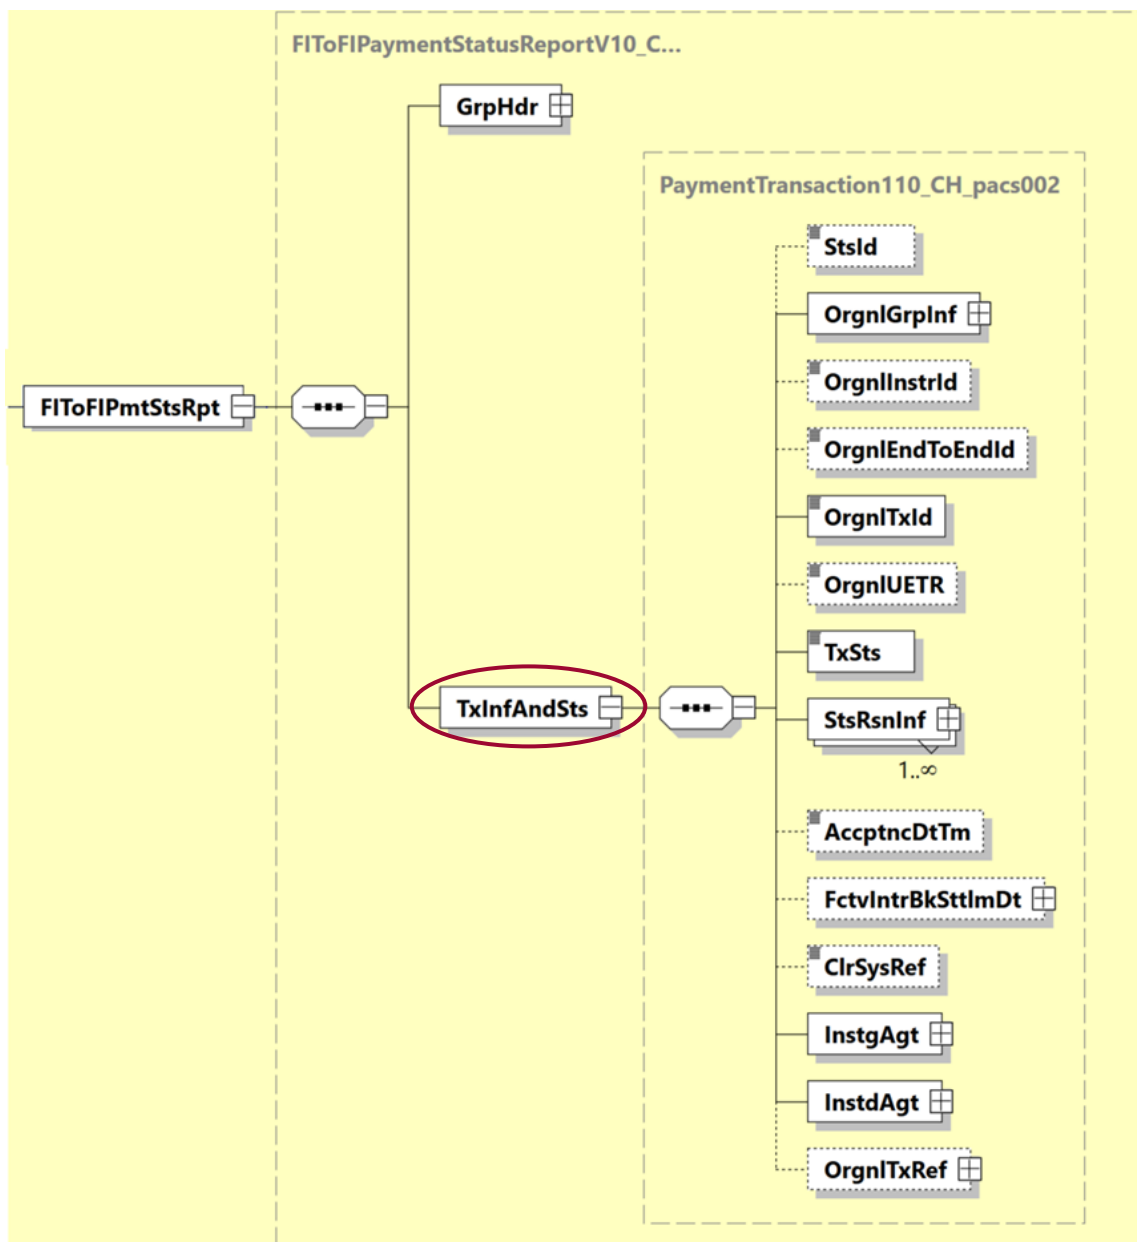 FIToFIPaymentStatusReportV10_C...
GrpHdr
PaymentTransaction110_CH_pacs002
StsId
OrgnlGrpInf
OrgnlInstrId
FIToFIPmtStsRpt
OrgnlEndToEndId
OrgnlTxId
OrgnlUETR
TxSts
TxInfAndSts
StsRsnInf
1..∞
AccptncDtTm
FctvIntrBkSttlmDt
ClrSysRef
InstgAgt
InstdAgt
OrgnlTxRef